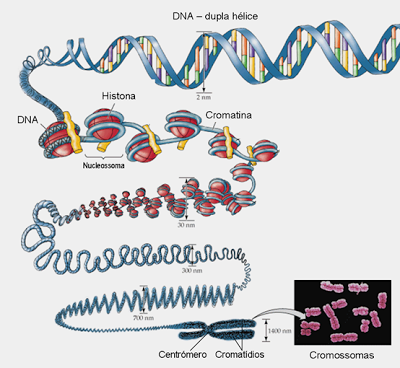 DNA – dupla hélice
2 nm
Histona
DNA
Cromatina
Nucleossoma
30 nm
300 nm
700 nm
1400 nm
Centrómero
Cromatídios
Cromossomas